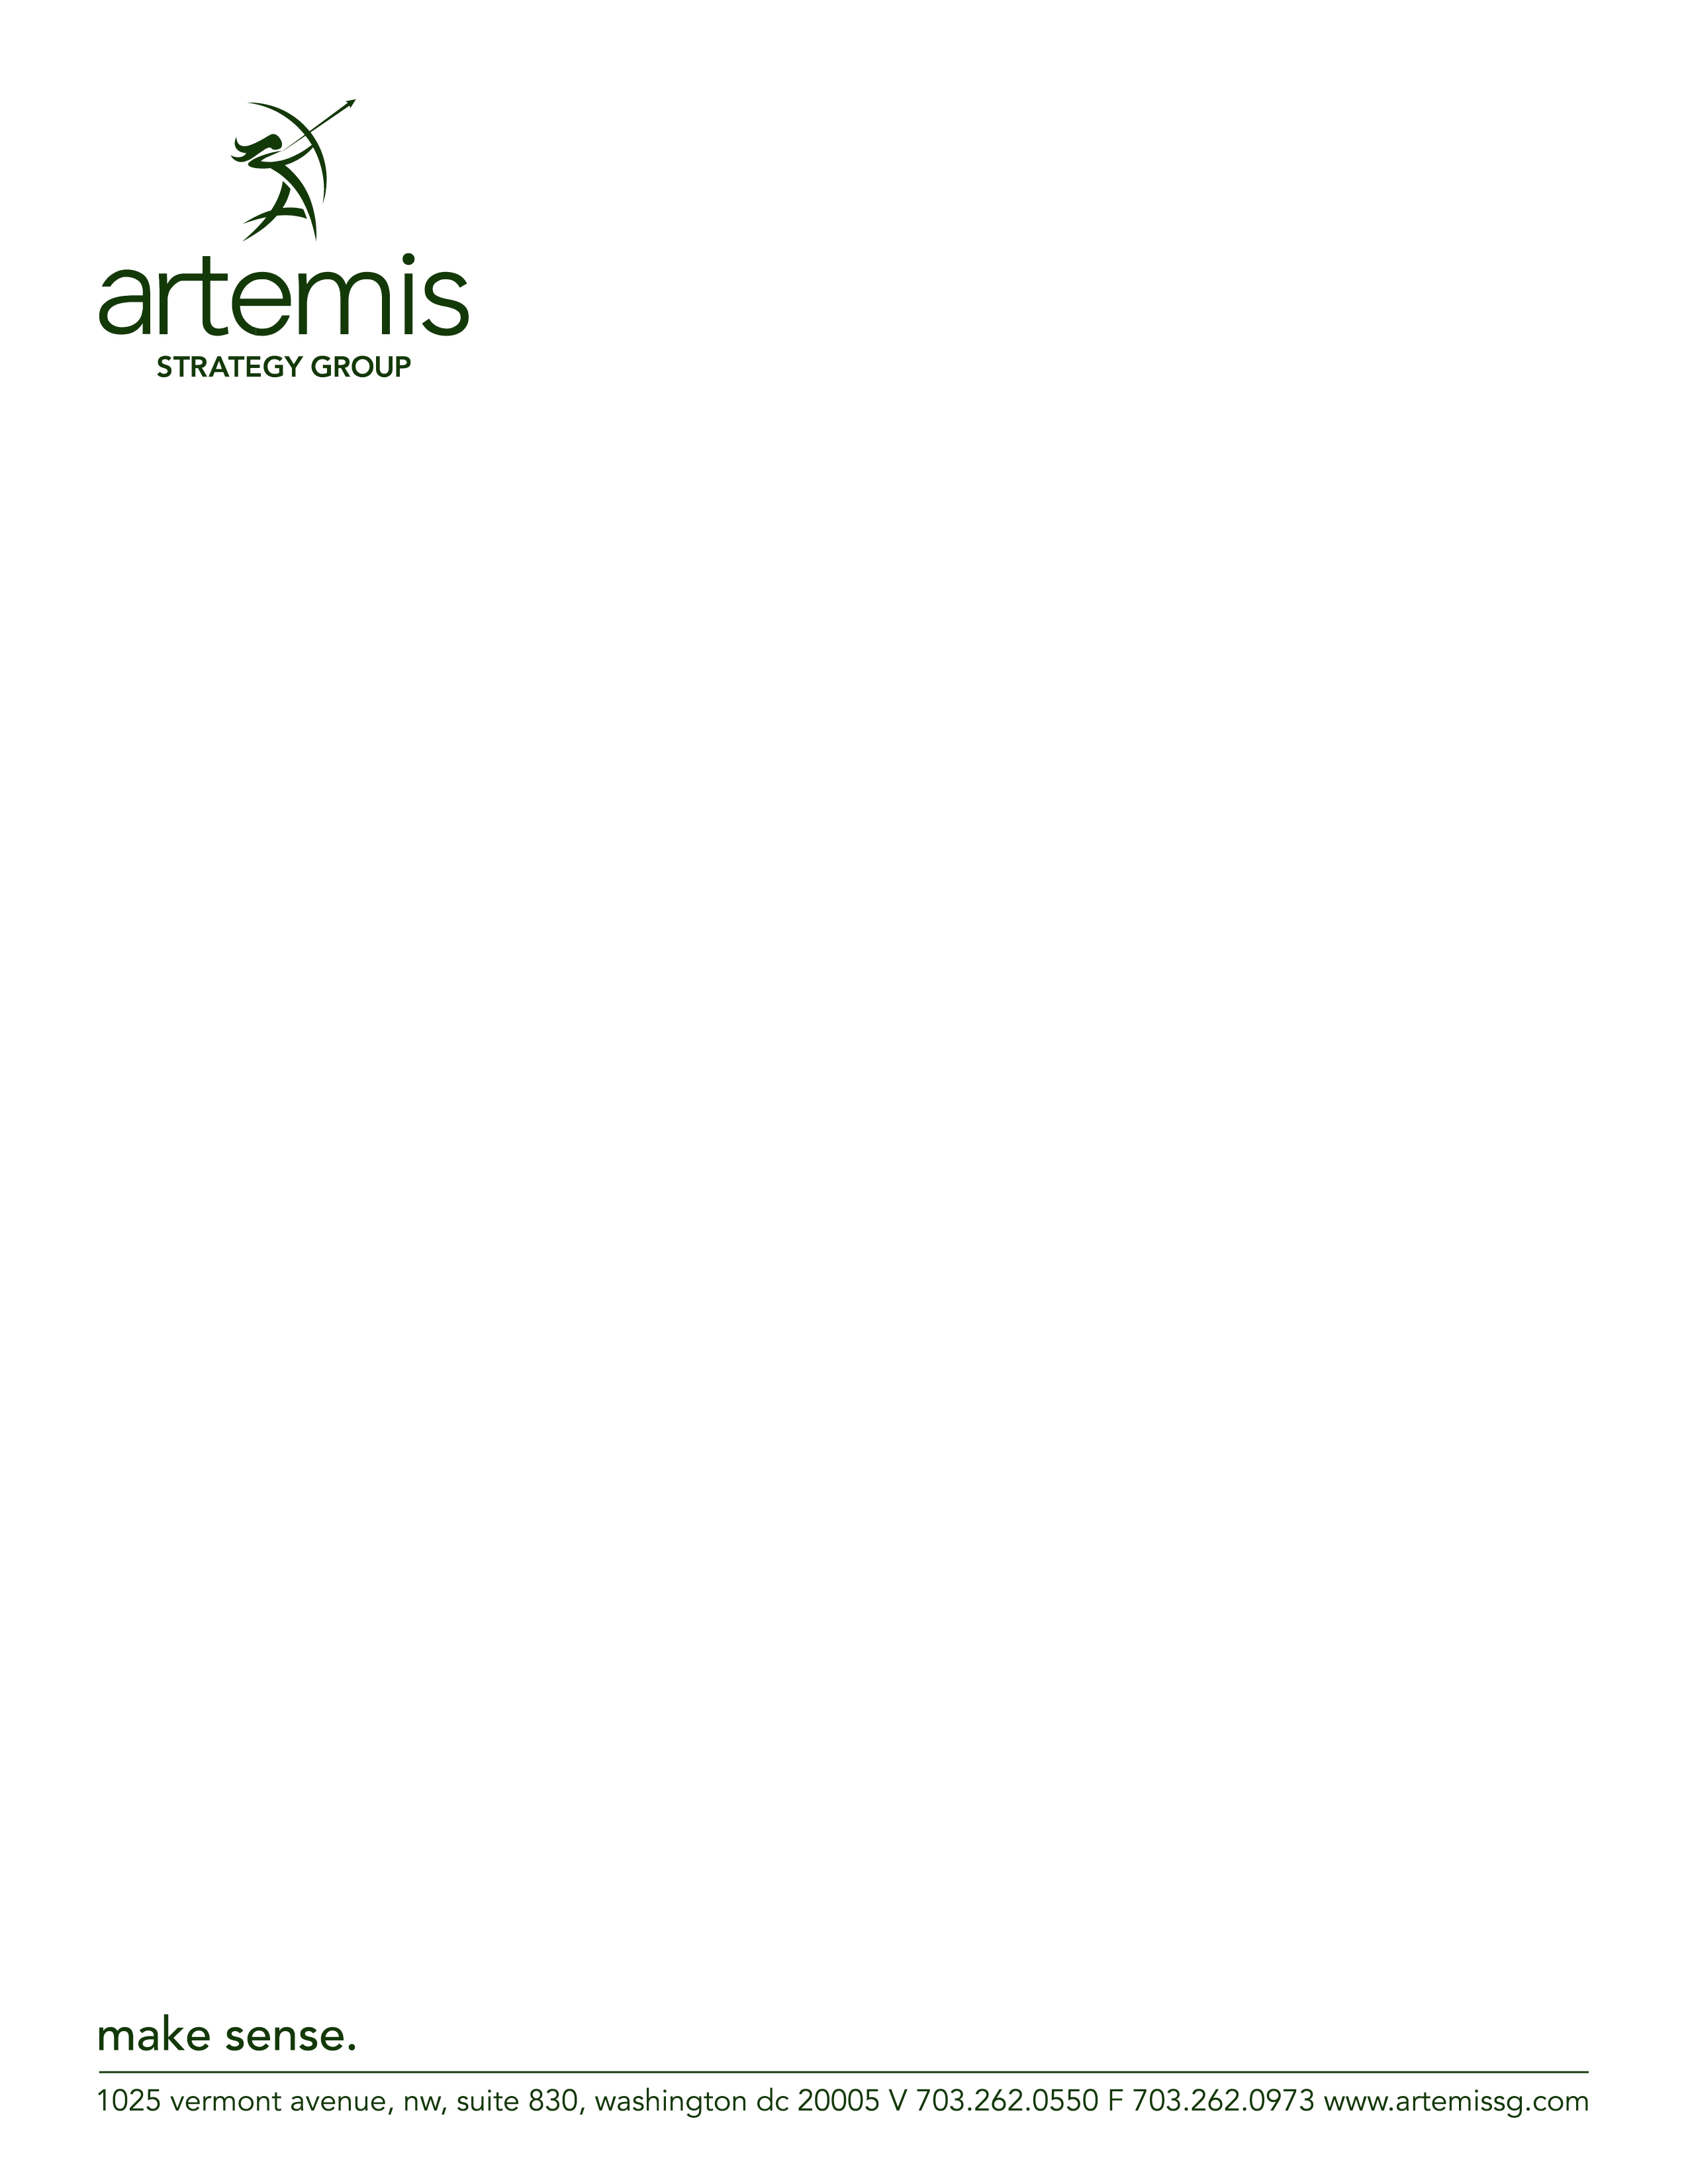 artemis
STRATEGY GROUP
make sense.
1025 vermont avenue, nw, suite 830, washington dc 20005 V 703.262.0550 F 703.262.0973 www.artemissg.com